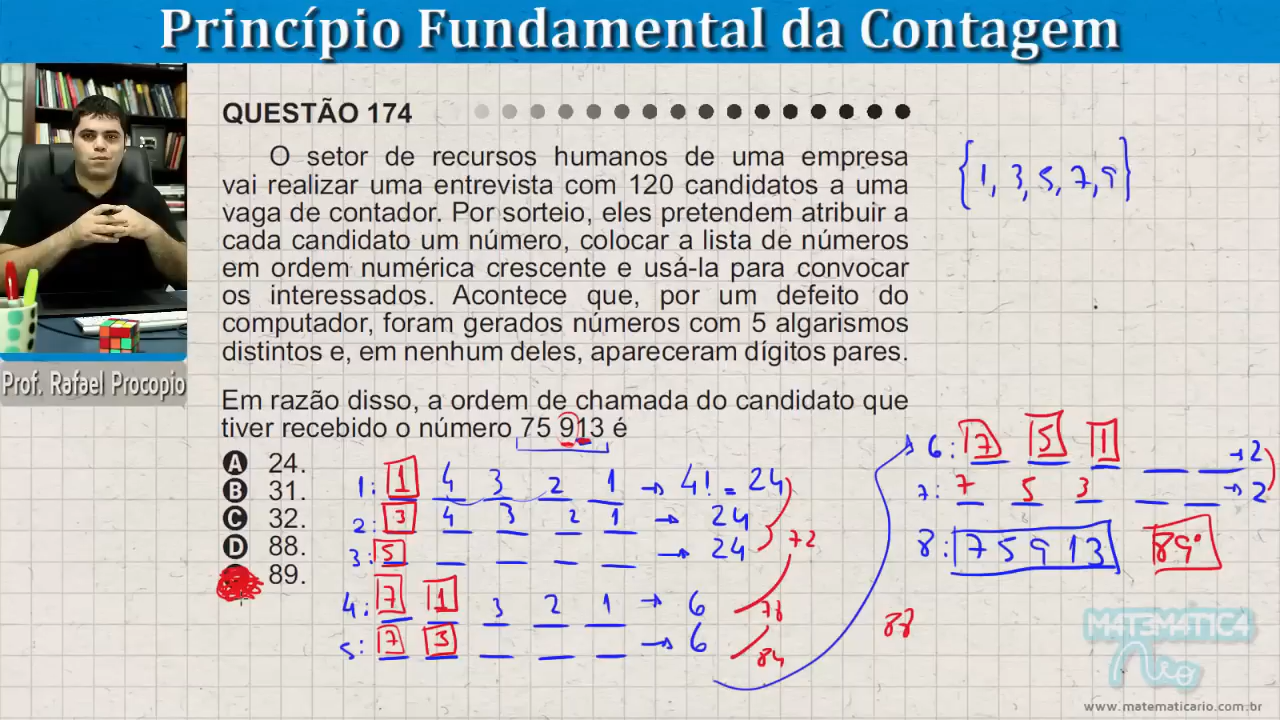 Princípio Fundamental da Contagem
QUESTÃO 174
O setor de recursos humanos de uma empresa
vai realizar uma entrevista com 120 candidatos a uma
vaga de contador. Por sorteio, eles pretendem atribuir a
cada candidato um número, colocar a lista de números
em ordem numérica crescente e usá-la para convocar
os interessados. Acontece que, por um defeito do
computador, foram gerados números com 5 algarismos
distintos e, em nenhum deles, apareceram dígitos pares.
Em razão disso, a ordem de chamada do candidato que
tiver recebido o número 75 913 é
A 24.
B 31.
C 32.
D 88.
89.
Prof. Rafael Procopio
{1, 3, 5, 7, 9}
1: 1 4 3 2 1 → 4! = 24
2: 3 4 3 2 1 → 24
3: 5 → 24
72
4: 7 1 3 2 1 → 6
78
5: 7 3 → 6
84
6: 7 5 1 → 2
7: 7 5 3 → 2
88
8: 7 5 9 1 3 89º
MATEMÁTICA
Rio
www.matematicario.com.br